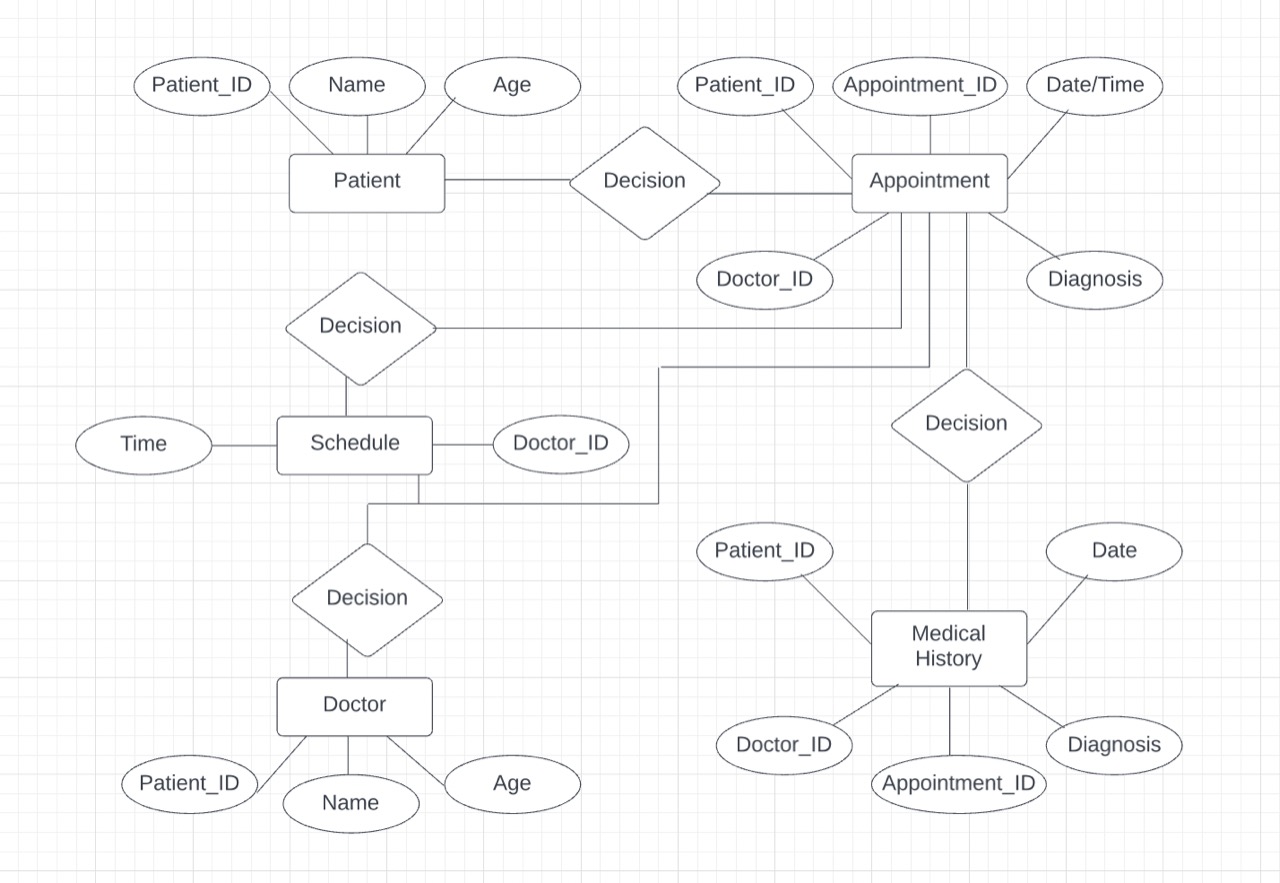 Patient_ID
Name
Age
Patient_ID
Appointment_ID
Date/Time
Patient
Decision
Appointment
Doctor_ID
Diagnosis
Decision
Time
Schedule
Doctor_ID
Decision
Patient_ID
Date
Decision
Medical
History
Doctor
Doctor_ID
Diagnosis
Patient_ID
Name
Age
Appointment_ID